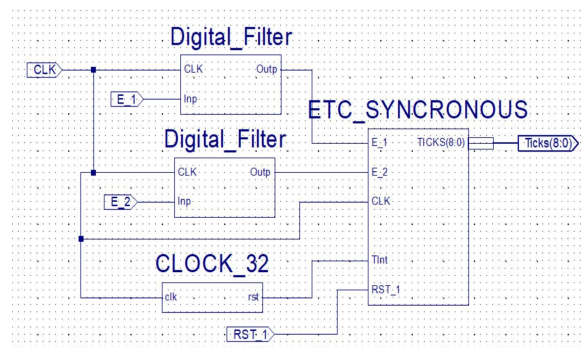 Digital_Filter
CLK
CLK Outp
E_1
Inp
ETC_SYNCRONOUS
Digital_Filter
E_1 TICKS(8:0)
Ticks(8:0)
CLK Outp
E_2
E_2
Inp
CLK
CLOCK_32
TInt
clk rst
RST_1
RST_1